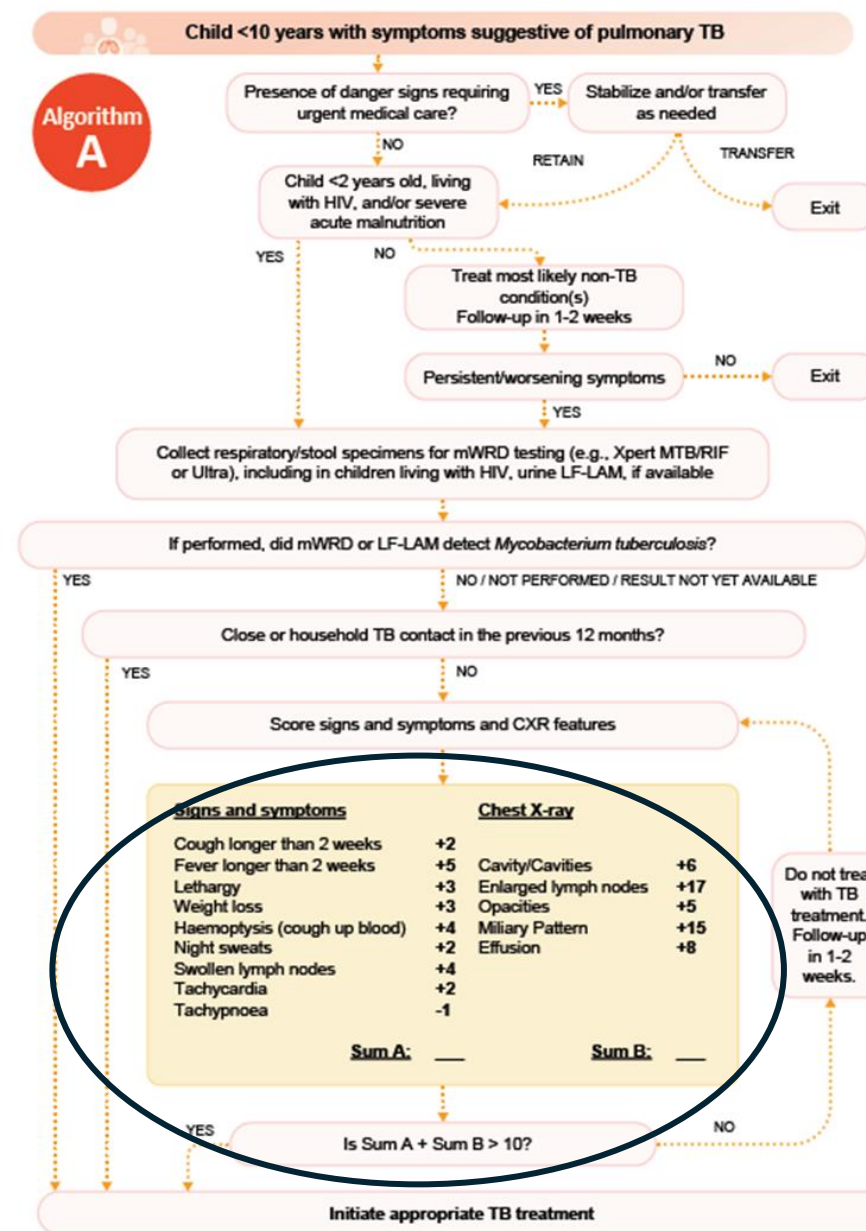 Child <10 years with symptoms suggestive of pulmonary TB
Algorithm
A
Presence of danger signs requiring
urgent medical care?
YES
Stabilize and/or transfer
as needed
NO
RETAIN
TRANSFER
Child <2 years old, living
with HIV, and/or severe
acute malnutrition
Exit
YES
NO
Treat most likely non-TB
condition(s)
Follow-up in 1-2 weeks
Persistent/worsening symptoms
NO
Exit
YES
Collect respiratory/stool specimens for mWRD testing (e.g., Xpert MTB/RIF
or Ultra), including in children living with HIV, urine LF-LAM, if available
If performed, did mWRD or LF-LAM detect Mycobacterium tuberculosis?
YES
NO / NOT PERFORMED / RESULT NOT YET AVAILABLE
Close or household TB contact in the previous 12 months?
YES
NO
Score signs and symptoms and CXR features
Signs and symptoms
Cough longer than 2 weeks +2
Fever longer than 2 weeks +5
Lethargy +3
Weight loss +3
Haemoptysis (cough up blood) +4
Night sweats +2
Swollen lymph nodes +4
Tachycardia +2
Tachypnoea -1
Sum A: ___
Chest X-ray
Cavity/Cavities +6
Enlarged lymph nodes +17
Opacities +5
Miliary Pattern +15
Effusion +8
Sum B: ___
Do not trea
with TB
treatment.
Follow-up
in 1-2
weeks.
YES
Is Sum A + Sum B > 10?
NO
Initiate appropriate TB treatment